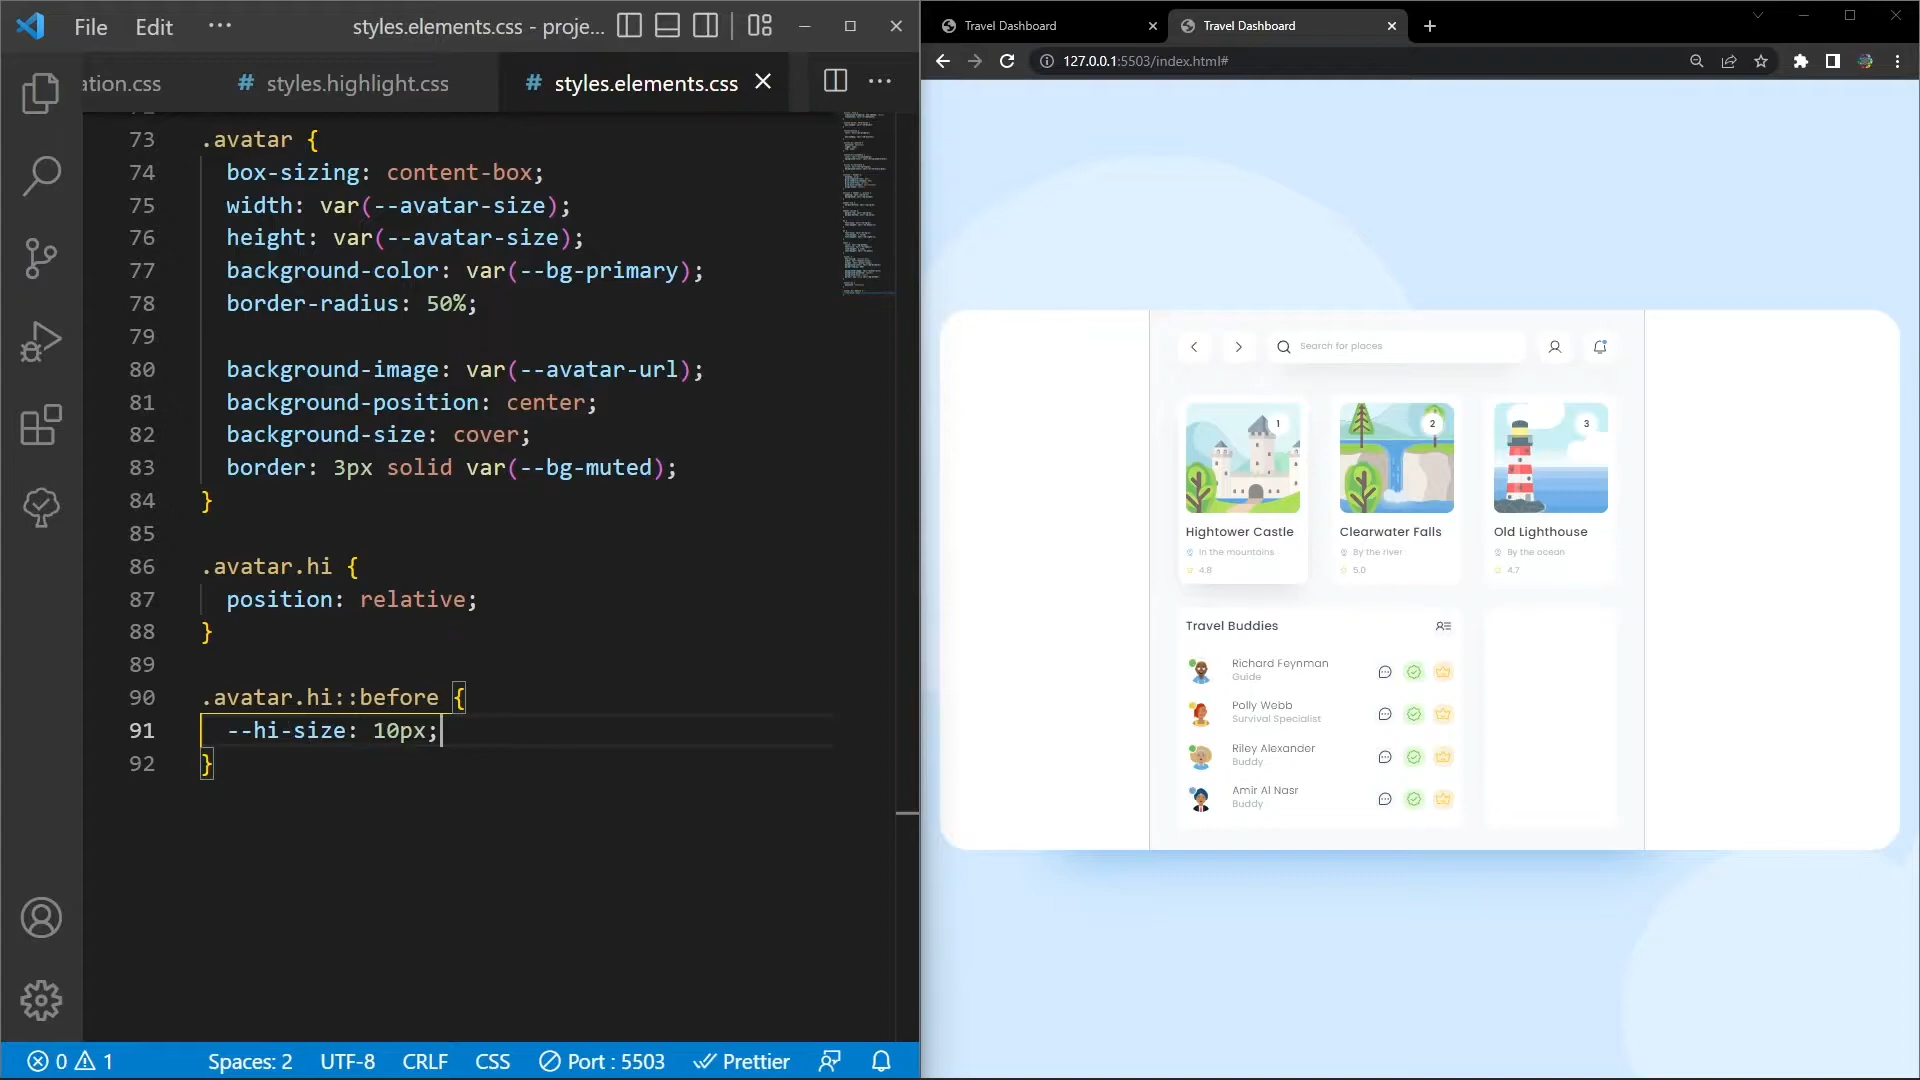 File Edit ··· styles.elements.css - proje...
ation.css # styles.highlight.css # styles.elements.css
73 .avatar {
74 box-sizing: content-box;
75 width: var(--avatar-size);
76 height: var(--avatar-size);
77 background-color: var(--bg-primary);
78 border-radius: 50%;
79
80 background-image: var(--avatar-url);
81 background-position: center;
82 background-size: cover;
83 border: 3px solid var(--bg-muted);
84 }
85
86 .avatar.hi {
87 position: relative;
88 }
89
90 .avatar.hi::before {
91 --hi-size: 10px;
92 }
0 1 Spaces: 2 UTF-8 CRLF CSS Port : 5503 Prettier
Travel Dashboard Travel Dashboard
127.0.0.1:5503/index.html#
Search for places
1 2 3
Hightower Castle Clearwater Falls Old Lighthouse
In the mountains By the river By the ocean
4.8 5.0 4.7
Travel Buddies
Richard Feynman
Guide
Polly Webb
Survival Specialist
Riley Alexander
Buddy
Amir Al Nasr
Buddy